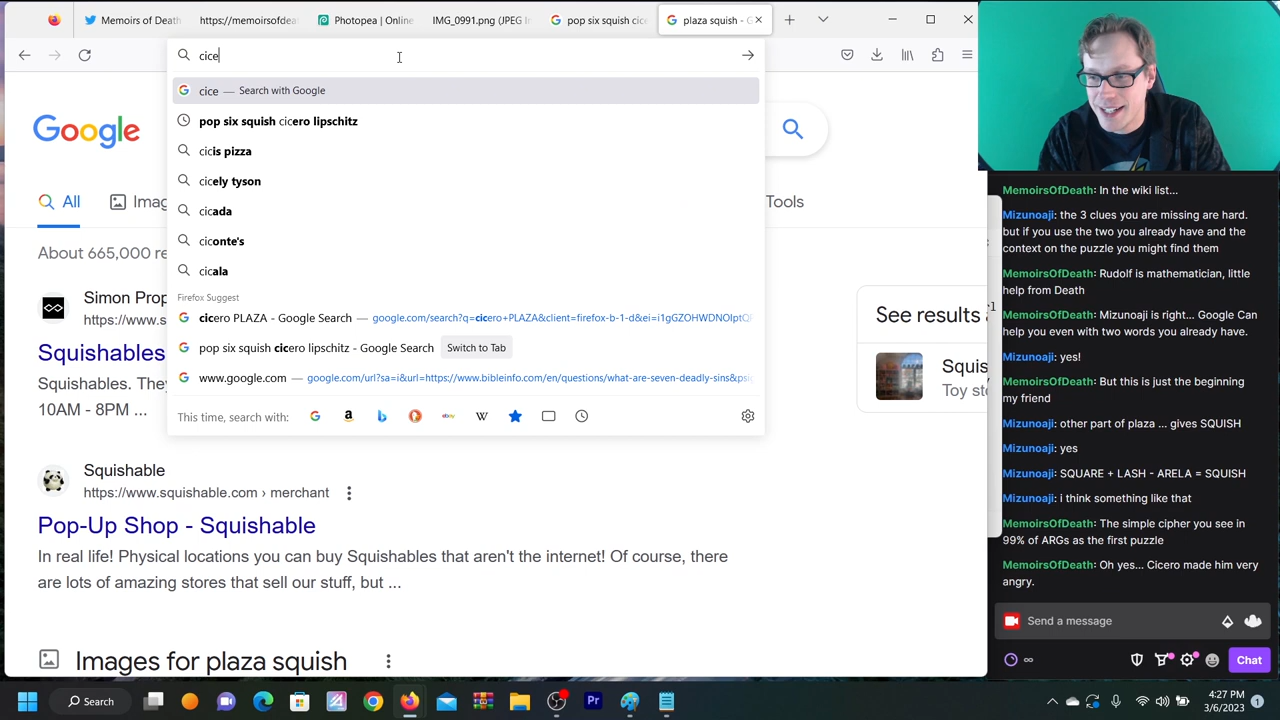 Memoirs of Death
https://memoirsofdea
Photopea | Online
IMG_0991.png (JPEG I
pop six squish cice
plaza squish - G
cice
cice — Search with Google
pop six squish cicero lipschitz
cicis pizza
cicely tyson
cicada
ciconte's
cicala
Firefox Suggest
cicero PLAZA - Google Search — google.com/search?q=cicero+PLAZA&client=firefox-b-1-d&ei=i1gGZOHWDNOIptQP
pop six squish cicero lipschitz - Google Search Switch to Tab
www.google.com — google.com/url?sa=i&url=https://www.bibleinfo.com/en/questions/what-are-seven-deadly-sins&psi
This time, search with:
Google
All
Imag
Tools
About 665,000 re
Simon Prop
https://www.s
Squishables
Squishables. They
10AM - 8PM ...
See results a
Squis
Toy sto
Squishable
https://www.squishable.com › merchant
Pop-Up Shop - Squishable
In real life! Physical locations you can buy Squishables that aren't the internet! Of course, there
are lots of amazing stores that sell our stuff, but ...
Images for plaza squish
MemoirsOfDeath: In the wiki list...
Mizunoaji: the 3 clues you are missing are hard.
but if you use the two you already have and the
context on the puzzle you might find them
MemoirsOfDeath: Rudolf is mathematician, little
help from Death
MemoirsOfDeath: Mizunoaji is right... Google Can
help you even with two words you already have.
Mizunoaji: yes!
MemoirsOfDeath: But this is just the beginning
my friend
Mizunoaji: other part of plaza ... gives SQUISH
Mizunoaji: yes
Mizunoaji: SQUARE + LASH - ARELA = SQUISH
Mizunoaji: i think something like that
MemoirsOfDeath: The simple cipher you see in
99% of ARGs as the first puzzle
MemoirsOfDeath: Oh yes... Cicero made him very
angry.
Send a message
Chat
Search
4:27 PM
3/6/2023